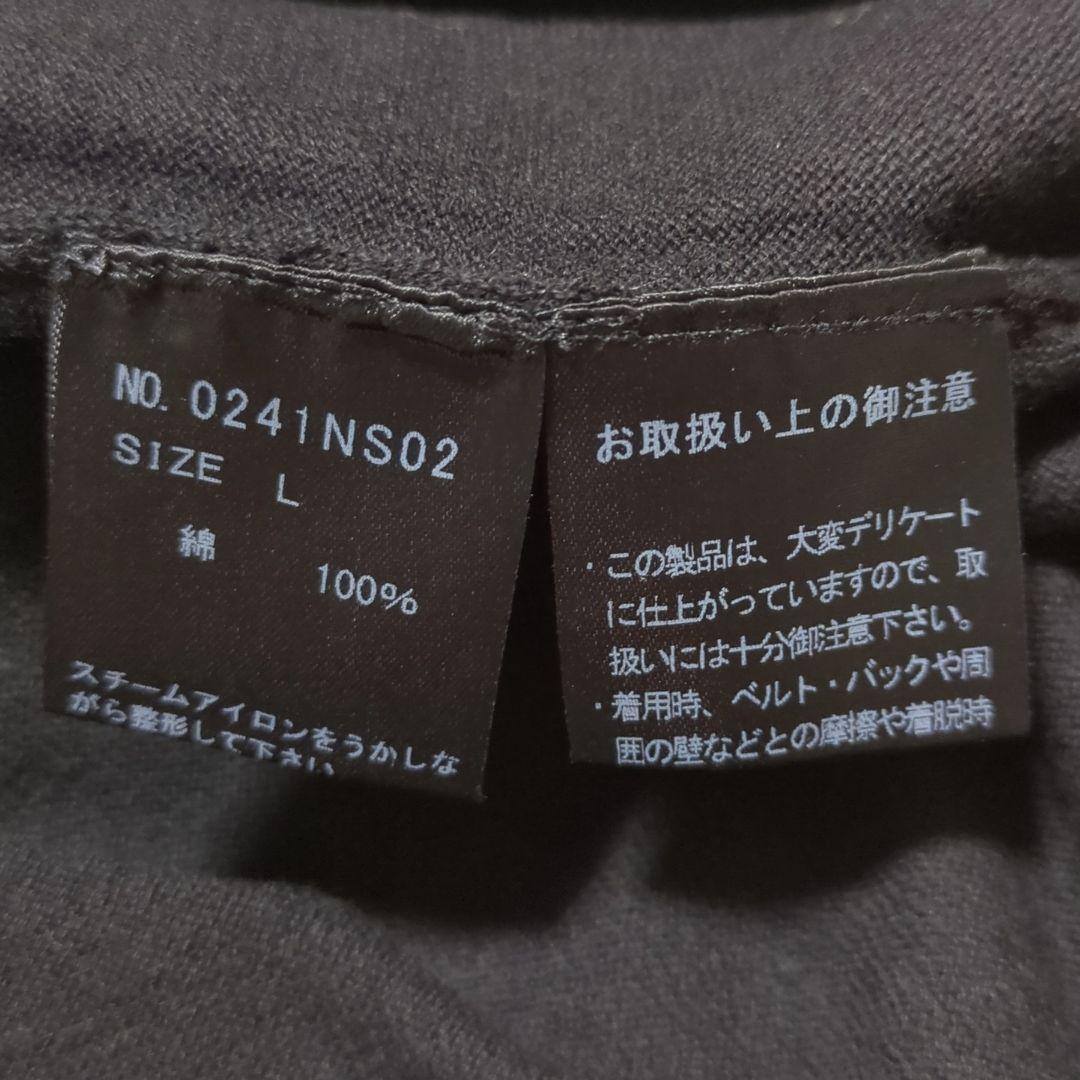 NO. 0241NS02
SIZE L
綿
100%
スチームアイロンをうかしな
がら整形して下さい
お取扱い上の御注意
・この製品は、大変デリケート
に仕上がっていますので、取
扱いには十分御注意下さい。
・着用時、ベルト・バックや周
囲の壁などとの摩擦や着脱時